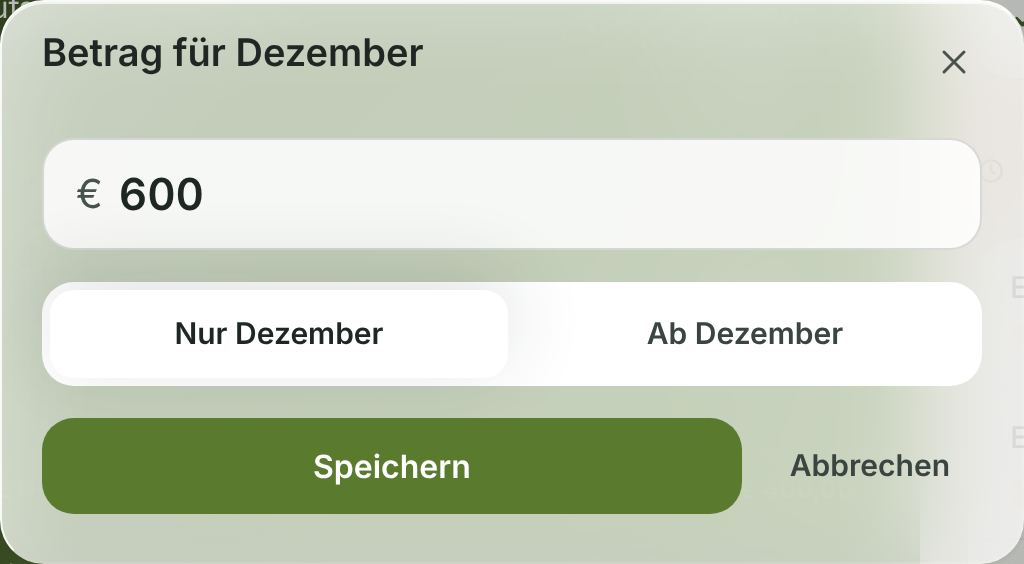 Betrag für Dezember
€ 600
Nur Dezember
Ab Dezember
Speichern
Abbrechen